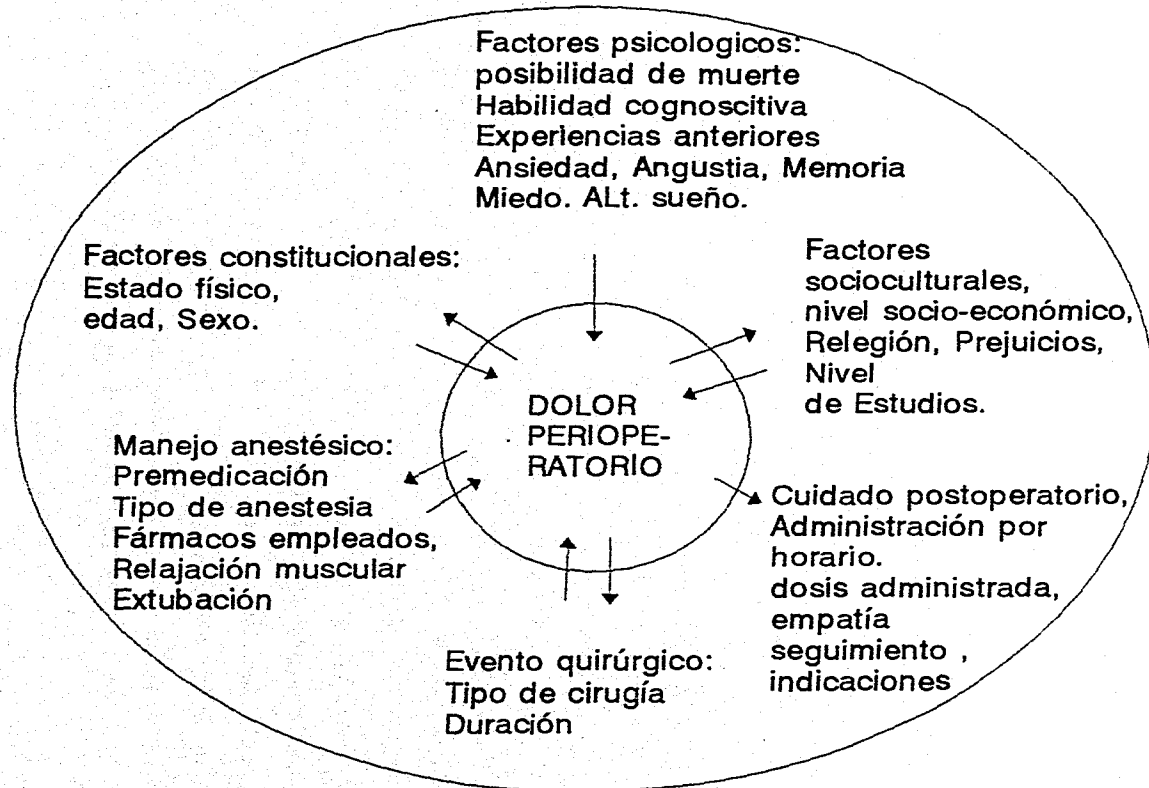 Factores psicologicos:
posibilidad de muerte
Habilidad cognoscitiva
Experiencias anteriores
Ansiedad, Angustia, Memoria
Miedo. ALt. sueño.
Factores constitucionales:
Estado físico,
edad, Sexo.
Factores
socioculturales,
nivel socio-económico,
Relegión, Prejuicios,
Nivel
de Estudios.
DOLOR
PERIOPE-
RATORIO
Manejo anestésico:
Premedicación
Tipo de anestesia
Fármacos empleados,
Relajación muscular
Extubación
Cuidado postoperatorio,
Administración por
horario.
dosis administrada,
empatía
seguimiento ,
indicaciones
Evento quirúrgico:
Tipo de cirugía
Duración